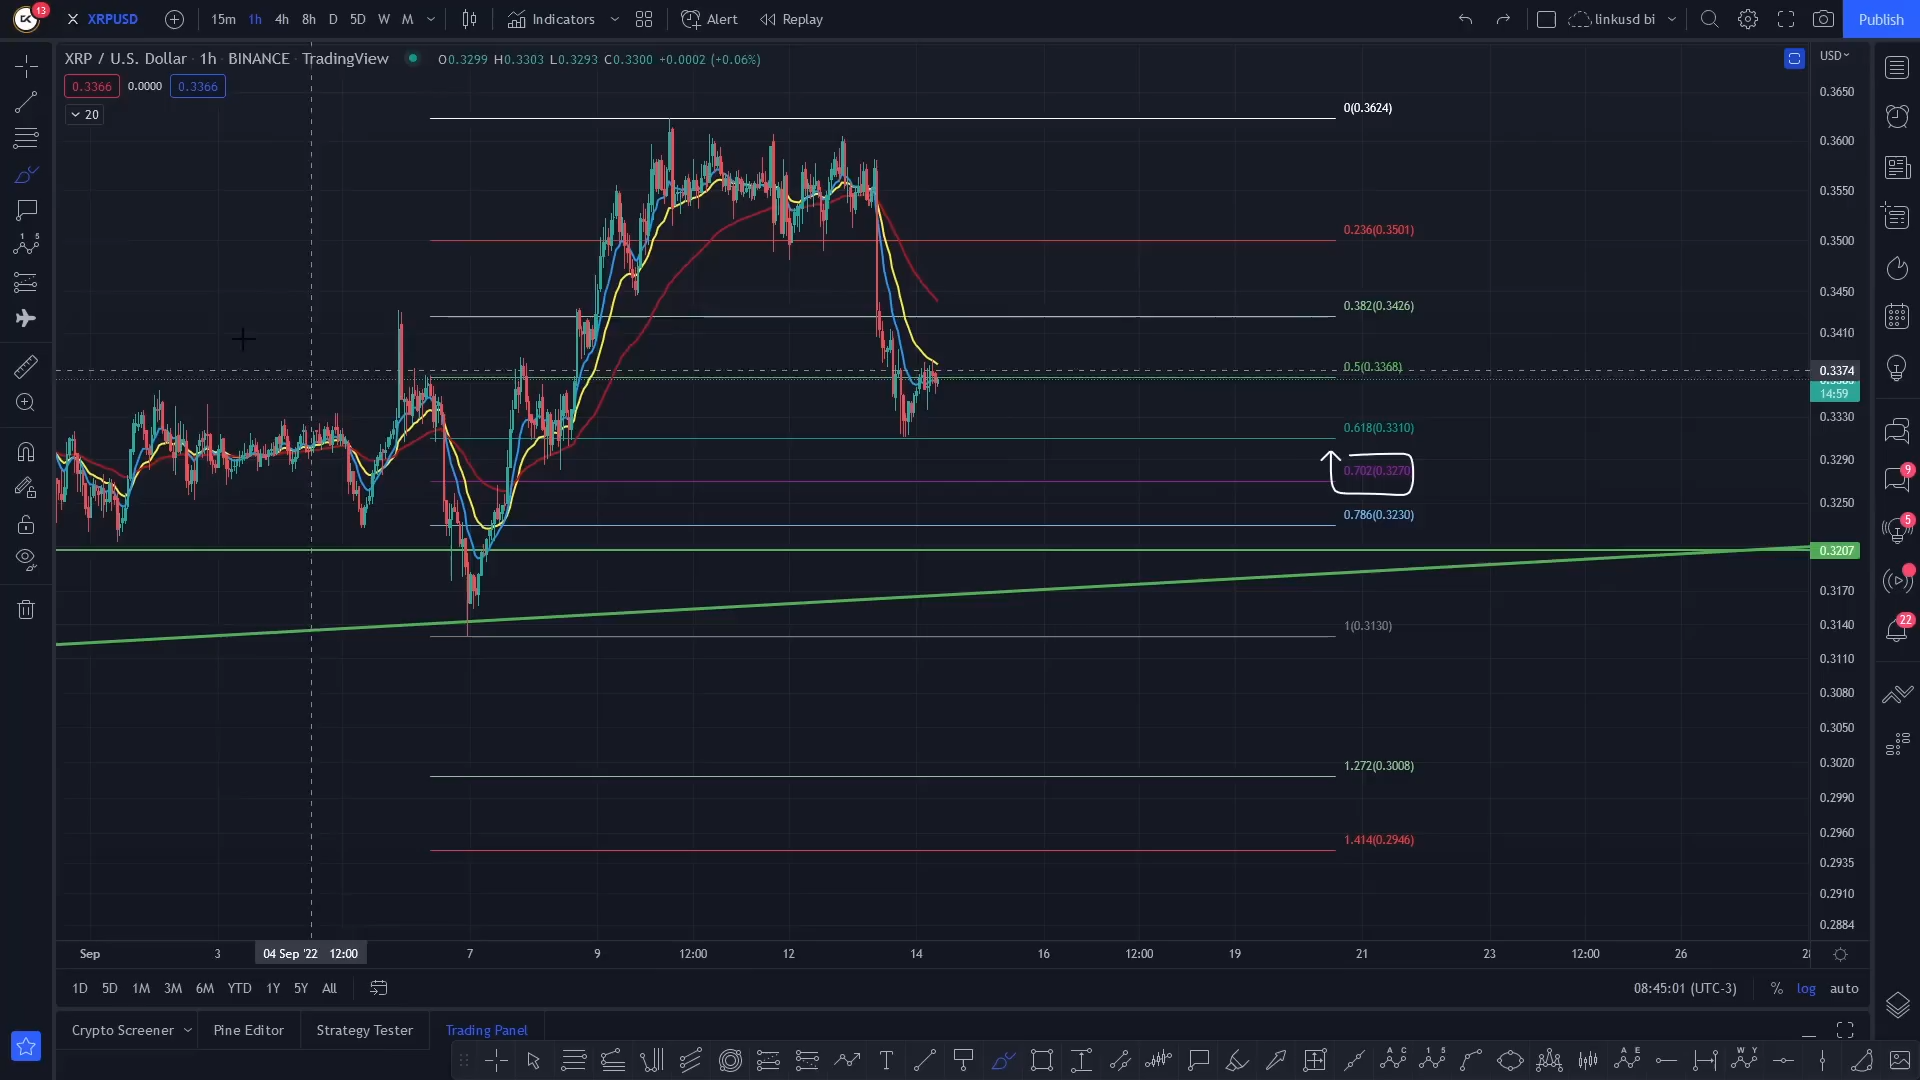 13
XRPUSD
15m 1h 4h 8h D 5D W M
Indicators
Alert
Replay
linkusd bi
Publish
XRP / U.S. Dollar · 1h · BINANCE · TradingView
O0.3299 H0.3303 L0.3293 C0.3300 +0.0002 (+0.06%)
USD
0.3366 0.0000 0.3366
20
0.3650
0(0.3624)
0.3600
0.3550
0.236(0.3501)
0.3500
0.3450
0.382(0.3426)
0.3410
0.5(0.3368)
0.3374
14:59
0.3330
0.618(0.3310)
0.3290
0.702(0.3270
0.3250
0.786(0.3230)
0.3207
0.3170
1(0.3130)
0.3140
0.3110
0.3080
0.3050
1.272(0.3008)
0.3020
0.2990
0.2960
1.414(0.2946)
0.2935
0.2910
0.2884
9
5
22
Sep 3 04 Sep '22 12:00 7 9 12:00 12 14 16 12:00 19 21 23 12:00 26
1D 5D 1M 3M 6M YTD 1Y 5Y All
08:45:01 (UTC-3) % log auto
Crypto Screener Pine Editor Strategy Tester Trading Panel